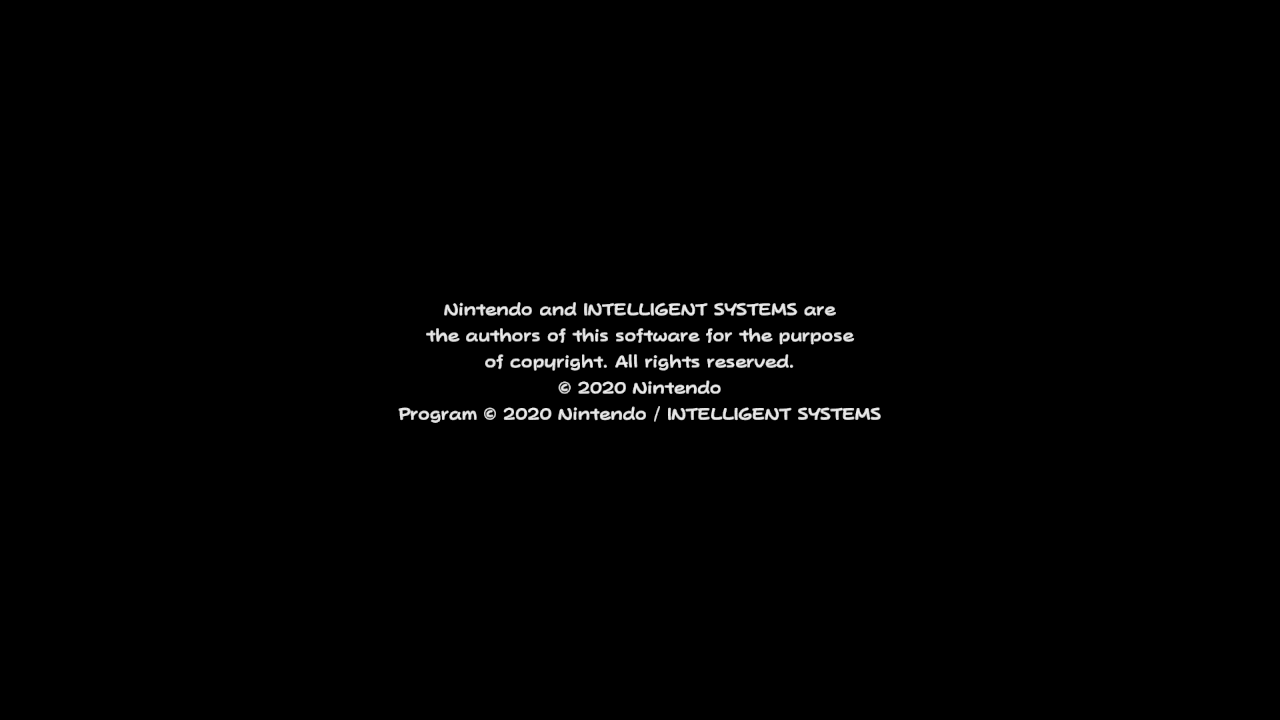 Nintendo and INTELLIGENT SYSTEMS are
the authors of this software for the purpose
of copyright. All rights reserved.
© 2020 Nintendo
Program © 2020 Nintendo / INTELLIGENT SYSTEMS